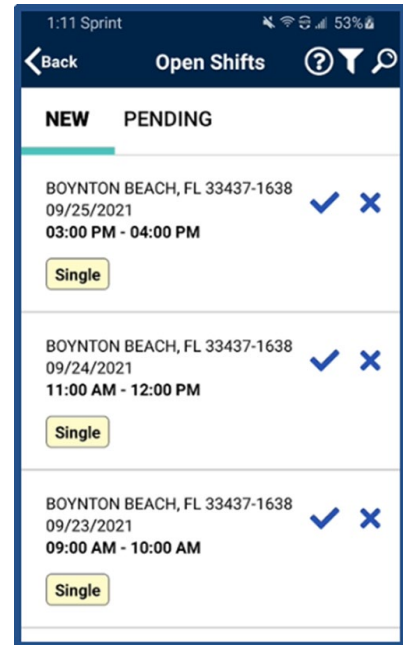 1:11 Sprint 53%
Back Open Shifts ?
NEW PENDING
BOYNTON BEACH, FL 33437-1638
09/25/2021
03:00 PM - 04:00 PM
Single
BOYNTON BEACH, FL 33437-1638
09/24/2021
11:00 AM - 12:00 PM
Single
BOYNTON BEACH, FL 33437-1638
09/23/2021
09:00 AM - 10:00 AM
Single